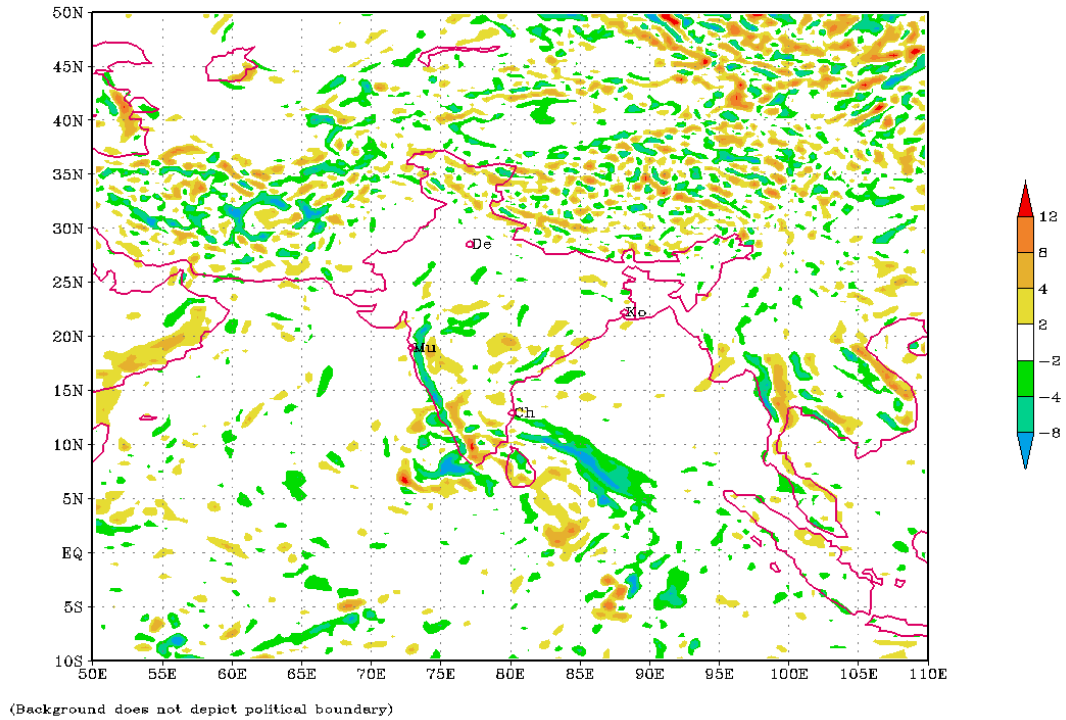 50N
45N
40N
35N
30N
25N
20N
15N
10N
5N
EQ
5S
10S
50E 55E 60E 65E 70E 75E 80E 85E 90E 95E 100E 105E 110E
De
Ko
Mu
Ch
12
8
4
2
-2
-4
-8
(Background does not depict political boundary)